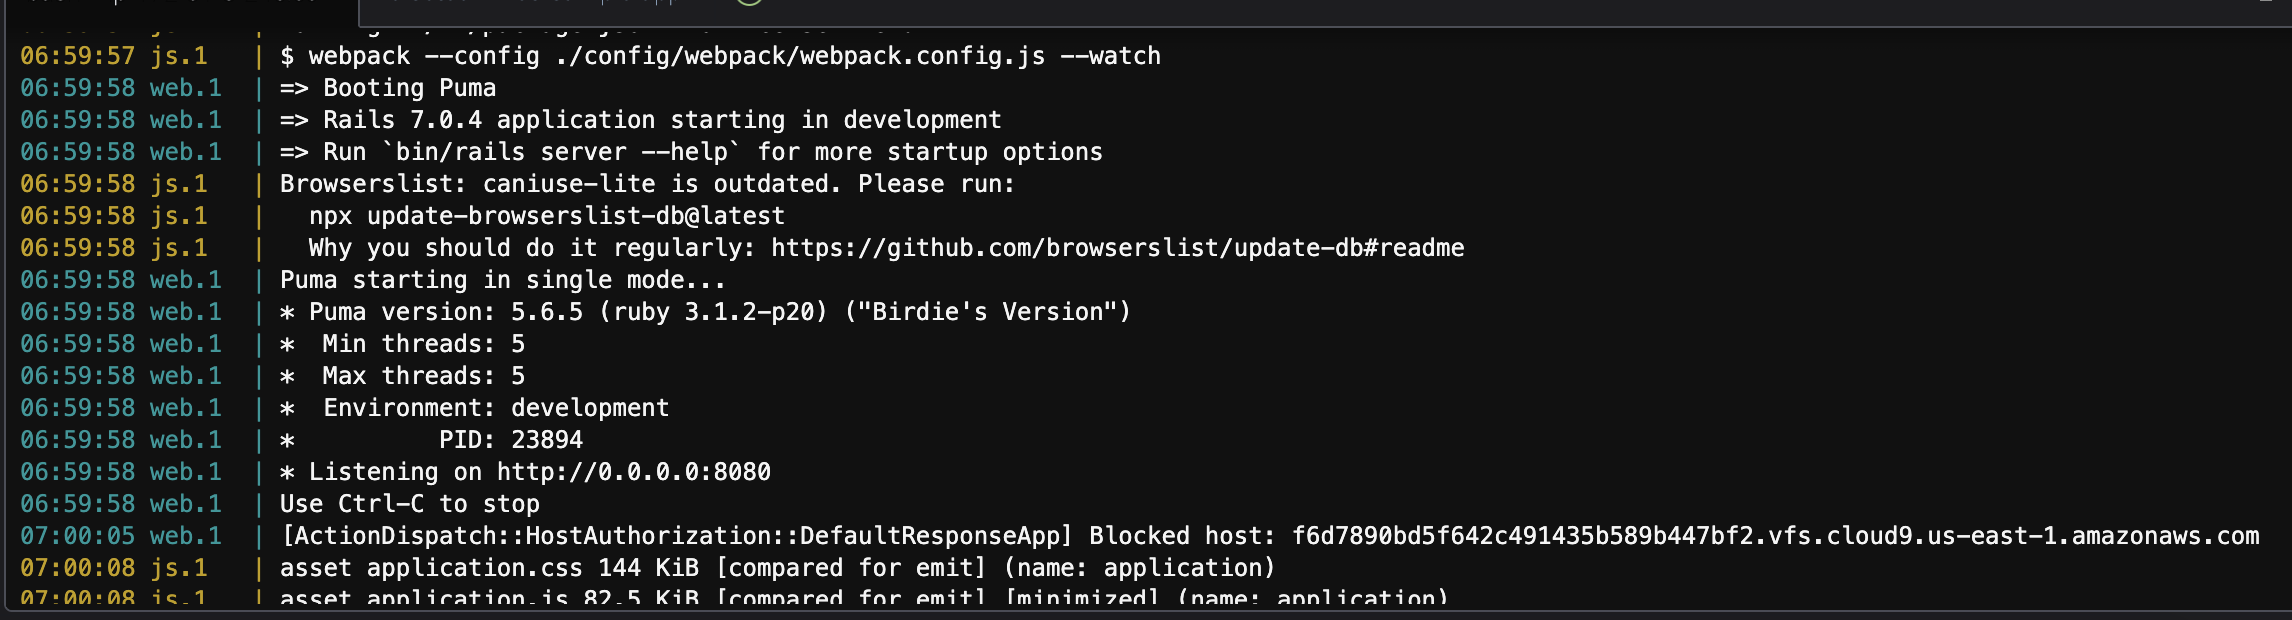 06:59:57 js.1   | $ webpack --config ./config/webpack/webpack.config.js --watch
06:59:58 web.1  | => Booting Puma
06:59:58 web.1  | => Rails 7.0.4 application starting in development
06:59:58 web.1  | => Run `bin/rails server --help` for more startup options
06:59:58 js.1   | Browserslist: caniuse-lite is outdated. Please run:
06:59:58 js.1   |   npx update-browserslist-db@latest
06:59:58 js.1   |   Why you should do it regularly: https://github.com/browserslist/update-db#readme
06:59:58 web.1  | Puma starting in single mode...
06:59:58 web.1  | * Puma version: 5.6.5 (ruby 3.1.2-p20) ("Birdie's Version")
06:59:58 web.1  | *  Min threads: 5
06:59:58 web.1  | *  Max threads: 5
06:59:58 web.1  | *  Environment: development
06:59:58 web.1  | *          PID: 23894
06:59:58 web.1  | * Listening on http://0.0.0.0:8080
06:59:58 web.1  | Use Ctrl-C to stop
07:00:05 web.1  | [ActionDispatch::HostAuthorization::DefaultResponseApp] Blocked host: f6d7890bd5f642c491435b589b447bf2.vfs.cloud9.us-east-1.amazonaws.com
07:00:08 js.1   | asset application.css 144 KiB [compared for emit] (name: application)
07:00:08 js.1   | asset application.js 82.5 KiB [compared for emit] [minimized] (name: application)